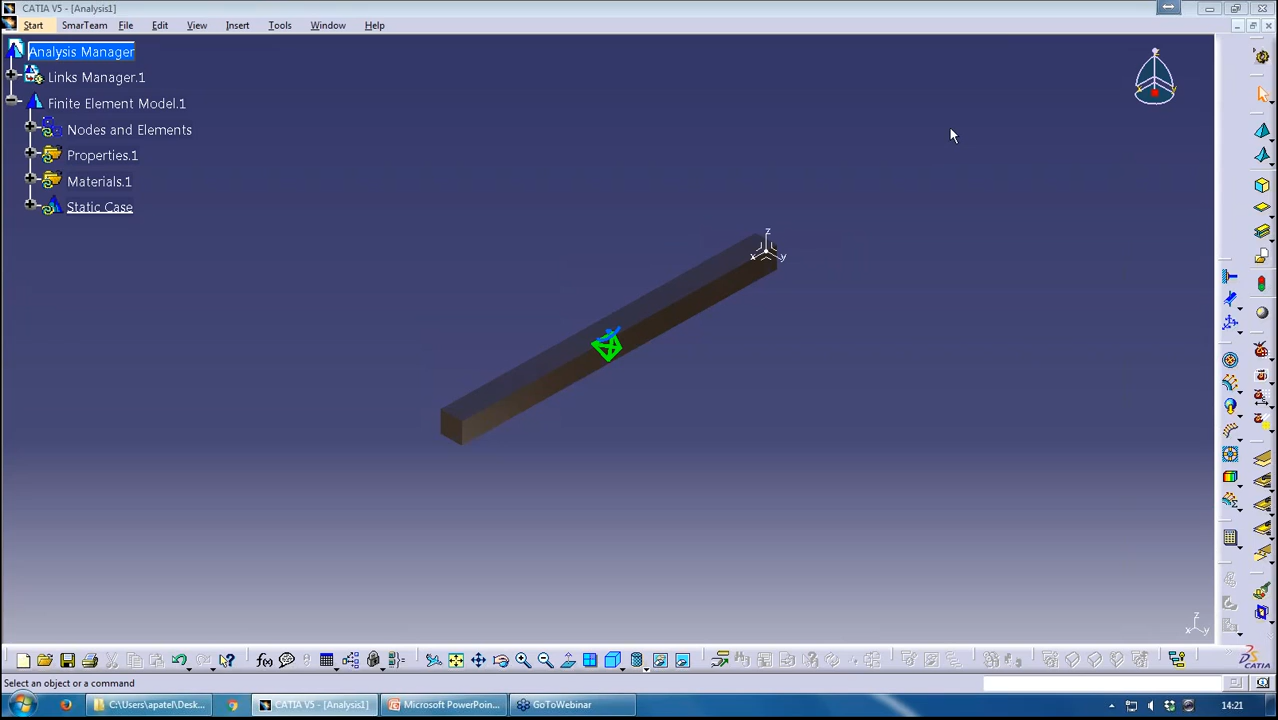 CATIA V5 - [Analysis1]
Start SmarTeam File Edit View Insert Tools Window Help
Analysis Manager
Links Manager.1
Finite Element Model.1
Nodes and Elements
Properties.1
Materials.1
Static Case
z
x y
z
x y
f(x)
CATIA
Select an object or a command
C:\Users\apatel\Desk... CATIA V5 - [Analysis1] Microsoft PowerPoin... GoToWebinar 14:21